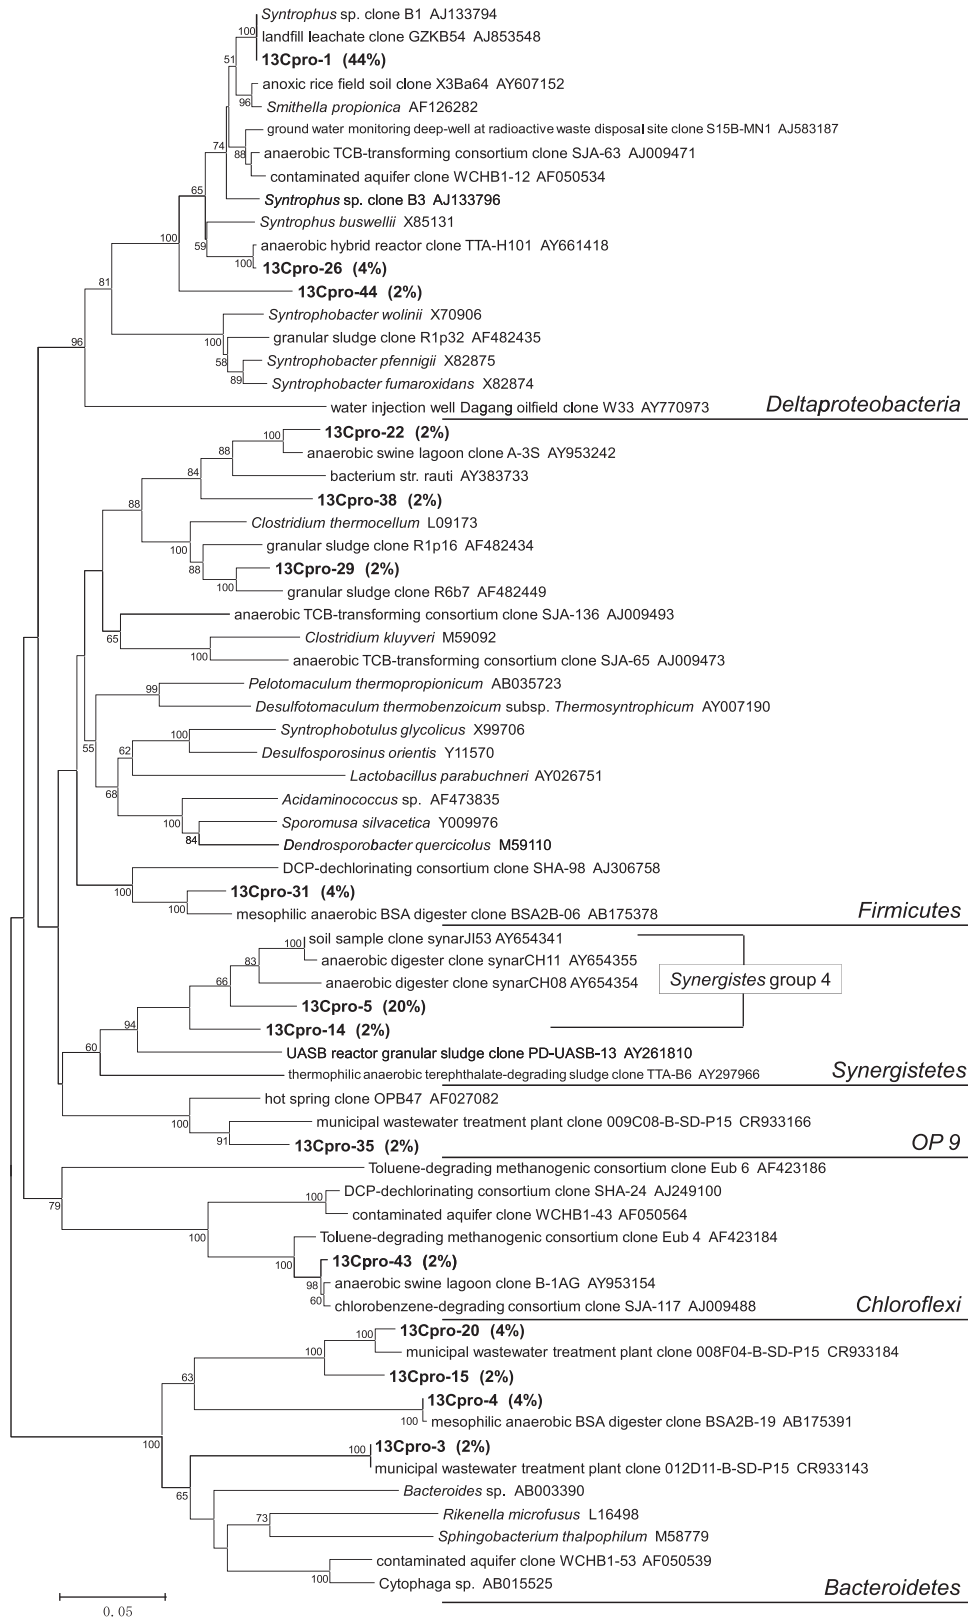 Syntrophus sp. clone B1 AJ133794
100 landfill leachate clone GZKB54 AJ853548
51 13Cpro-1 (44%)
anoxic rice field soil clone X3Ba64 AY607152
96 Smithella propionica AF126282
ground water monitoring deep-well at radioactive waste disposal site clone S15B-MN1 AJ583187
74 88 anaerobic TCB-transforming consortium clone SJA-63 AJ009471
contaminated aquifer clone WCHB1-12 AF050534
65 Syntrophus sp. clone B3 AJ133796
Syntrophus buswellii X85131
100 59 anaerobic hybrid reactor clone TTA-H101 AY661418
100 13Cpro-26 (4%)
81 13Cpro-44 (2%)
Syntrophobacter wolinii X70906
96 100 granular sludge clone R1p32 AF482435
58 Syntrophobacter pfennigii X82875
89 Syntrophobacter fumaroxidans X82874
water injection well Dagang oilfield clone W33 AY770973
Deltaproteobacteria
100 13Cpro-22 (2%)
88 anaerobic swine lagoon clone A-3S AY953242
84 bacterium str. rauti AY383733
88 13Cpro-38 (2%)
Clostridium thermocellum L09173
100 granular sludge clone R1p16 AF482434
88 13Cpro-29 (2%)
100 granular sludge clone R6b7 AF482449
anaerobic TCB-transforming consortium clone SJA-136 AJ009493
65 Clostridium kluyveri M59092
100 anaerobic TCB-transforming consortium clone SJA-65 AJ009473
99 Pelotomaculum thermopropionicum AB035723
Desulfotomaculum thermobenzoicum subsp. Thermosyntrophicum AY007190
100 Syntrophobotulus glycolicus X99706
55 62 Desulfosporosinus orientis Y11570
Lactobacillus parabuchneri AY026751
68 Acidaminococcus sp. AF473835
100 Sporomusa silvacetica Y009976
84 Dendrosporobacter quercicolus M59110
DCP-dechlorinating consortium clone SHA-98 AJ306758
100 13Cpro-31 (4%)
100 mesophilic anaerobic BSA digester clone BSA2B-06 AB175378
Firmicutes
100 soil sample clone synarJI53 AY654341
83 anaerobic digester clone synarCH11 AY654355
66 anaerobic digester clone synarCH08 AY654354
Synergistes group 4
13Cpro-5 (20%)
94 13Cpro-14 (2%)
60 UASB reactor granular sludge clone PD-UASB-13 AY261810
thermophilic anaerobic terephthalate-degrading sludge clone TTA-B6 AY297966
Synergistetes
hot spring clone OPB47 AF027082
100 municipal wastewater treatment plant clone 009C08-B-SD-P15 CR933166
91 13Cpro-35 (2%)
OP 9
Toluene-degrading methanogenic consortium clone Eub 6 AF423186
79 100 DCP-dechlorinating consortium clone SHA-24 AJ249100
contaminated aquifer clone WCHB1-43 AF050564
100 Toluene-degrading methanogenic consortium clone Eub 4 AF423184
100 13Cpro-43 (2%)
98 anaerobic swine lagoon clone B-1AG AY953154
60 chlorobenzene-degrading consortium clone SJA-117 AJ009488
Chloroflexi
100 13Cpro-20 (4%)
100 municipal wastewater treatment plant clone 008F04-B-SD-P15 CR933184
63 13Cpro-15 (2%)
13Cpro-4 (4%)
100 mesophilic anaerobic BSA digester clone BSA2B-19 AB175391
100 100 13Cpro-3 (2%)
municipal wastewater treatment plant clone 012D11-B-SD-P15 CR933143
65 Bacteroides sp. AB003390
73 Rikenella microfusus L16498
Sphingobacterium thalpophilum M58779
contaminated aquifer clone WCHB1-53 AF050539
100 Cytophaga sp. AB015525
Bacteroidetes
0.05